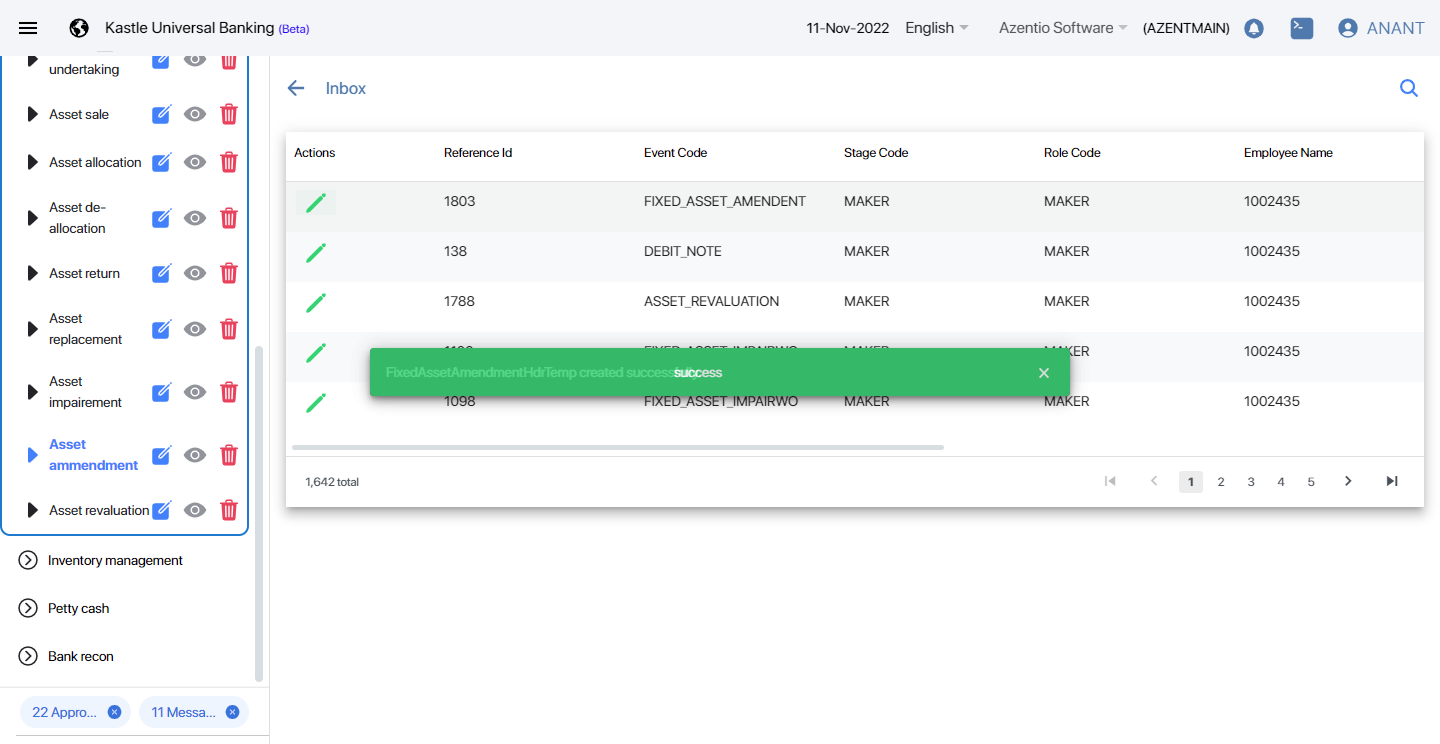 Kastle Universal Banking (Beta)
11-Nov-2022 English Azentio Software (AZENTMAIN) ANANT
undertaking
Asset sale
Asset allocation
Asset de-
allocation
Asset return
Asset
replacement
Asset
impairement
Asset
ammendment
Asset revaluation
Inventory management
Petty cash
Bank recon
22 Appro...
11 Messa...
Inbox
Actions Reference Id Event Code Stage Code Role Code Employee Name
1803 FIXED_ASSET_AMENDENT MAKER MAKER 1002435
138 DEBIT_NOTE MAKER MAKER 1002435
1788 ASSET_REVALUATION MAKER MAKER 1002435
FIXED_ASSET_IMPAIRWO MAKER MAKER 1002435
FixedAssetAmendmentHdrTemp created success
success
1098 FIXED_ASSET_IMPAIRWO MAKER MAKER 1002435
1,642 total
1 2 3 4 5